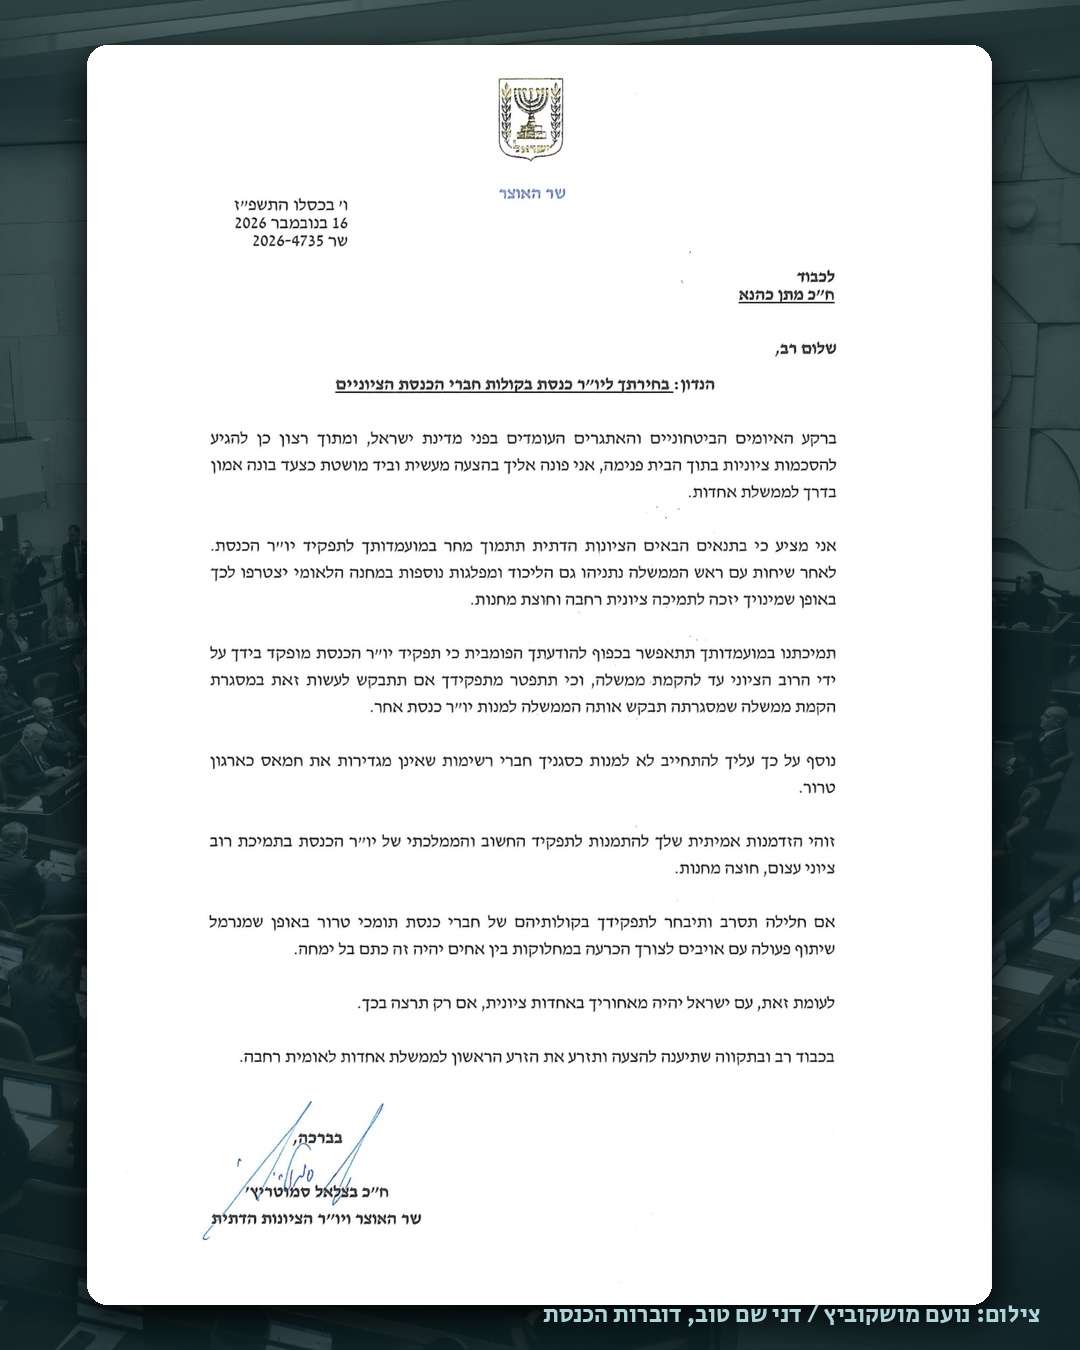 שר האוצר
ו' בכסלו התשפ"ז
16 בנובמבר 2026
שר 2026-4735
לכבוד
ח"כ מתן כהנא
שלום רב,
הנדון: בחירתך ליו"ר כנסת בקולות חברי הכנסת הציוניים
ברקע האיומים הביטחוניים והאתגרים העומדים בפני מדינת ישראל, ומתוך רצון כן להגיע
להסכמות ציוניות בתוך הבית פנימה, אני פונה אליך בהצעה מעשית וביד מושטת כצעד בונה אמון
בדרך לממשלת אחדות.
אני מציע כי בתנאים הבאים הציונות הדתית תתמוך מחר במועמדותך לתפקיד יו"ר הכנסת.
לאחר שיחות עם ראש הממשלה נתניהו גם הליכוד ומפלגות נוספות במחנה הלאומי יצטרפו לכך
באופן שמינויך יזכה לתמיכה ציונית רחבה וחוצת מחנות.
תמיכתנו במועמדותך תתאפשר בכפוף להודעתך הפומבית כי תפקיד יו"ר הכנסת מופקד בידך על
ידי הרוב הציוני עד להקמת ממשלה, וכי תתפטר מתפקידך אם תתבקש לעשות זאת במסגרת
הקמת ממשלה שמסגרתה תבקש אותה הממשלה למנות יו"ר כנסת אחר.
נוסף על כך עליך להתחייב לא למנות כסגניך חברי רשימות שאינן מגדירות את חמאס כארגון
טרור.
זוהי הזדמנות אמיתית שלך להתמנות לתפקיד החשוב והממלכתי של יו"ר הכנסת בתמיכת רוב
ציוני עצום, חוצה מחנות.
אם חלילה תסרב ותיבחר לתפקידך בקולותיהם של חברי כנסת תומכי טרור באופן שמנרמל
שיתוף פעולה עם אויבים לצורך הכרעה במחלוקות בין אחים יהיה זה כתם בל ימחה.
לעומת זאת, עם ישראל יהיה מאחוריך באחדות ציונית, אם רק תרצה בכך.
בכבוד רב ובתקווה שתיענה להצעה ותזרע את הזרע הראשון לממשלת אחדות לאומית רחבה.
בברכה,
ח"כ בצלאל סמוטריץ'
שר האוצר ויו"ר הציונות הדתית
צילום: נועם מושקוביץ / דני שם טוב, דוברות הכנסת